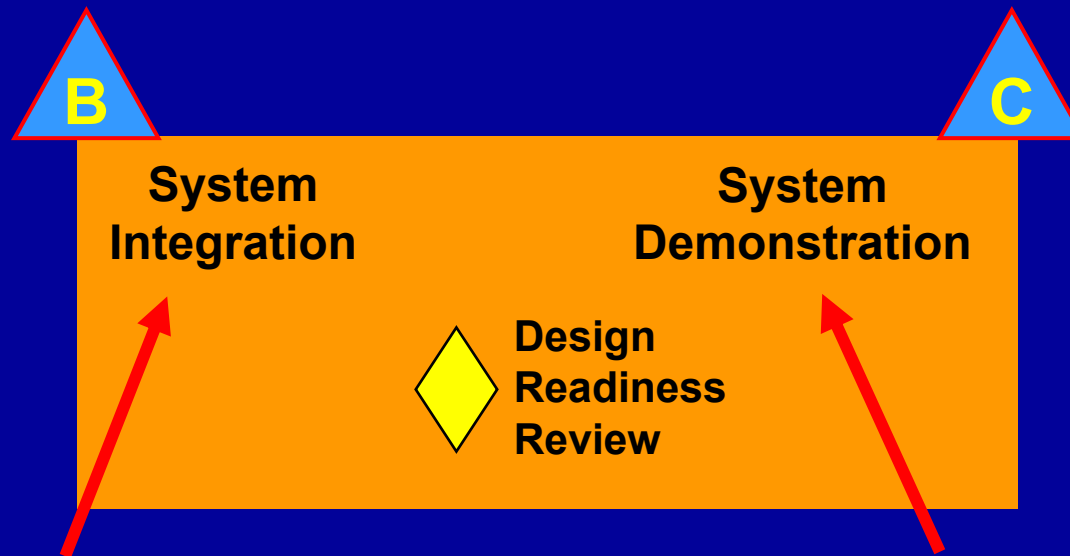 B
C
System
Integration
System
Demonstration
Design
Readiness
Review